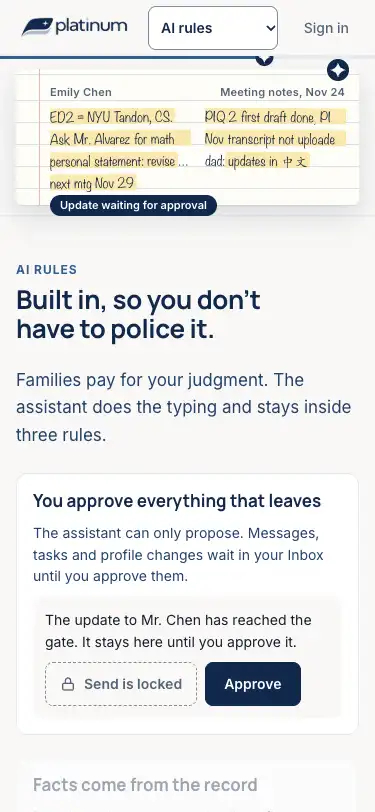 platinum
AI rules
Sign in
Emily Chen
Meeting notes, Nov 24
ED2 = NYU Tandon, CS.
Ask Mr. Alvarez for math
personal statement: revise ...
next mtg Nov 29
PIQ 2 first draft done, PI
Nov transcript not uploade
dad: updates in 中文
Update waiting for approval
AI RULES
Built in, so you don't
have to police it.
Families pay for your judgment. The
assistant does the typing and stays inside
three rules.
You approve everything that leaves
The assistant can only propose. Messages,
tasks and profile changes wait in your Inbox
until you approve them.
The update to Mr. Chen has reached the
gate. It stays here until you approve it.
Send is locked
Approve
Facts come from the record